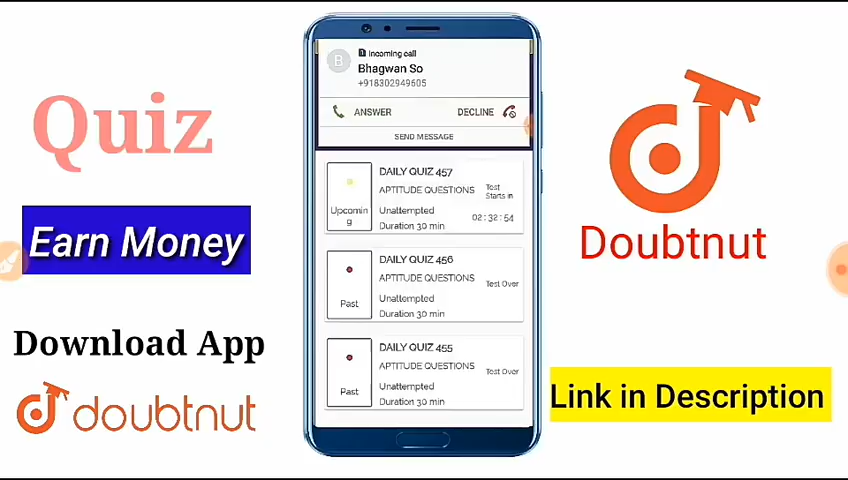 Quiz
Earn Money
Download App
doubtnut
Incoming call
B
Bhagwan So
+918302949605
ANSWER
DECLINE
SEND MESSAGE
DAILY QUIZ 457
APTITUDE QUESTIONS
Test
Starts in
Upcomin
g
Unattempted
02:32:54
Duration 30 min
DAILY QUIZ 456
APTITUDE QUESTIONS
Test Over
Past
Unattempted
Duration 30 min
DAILY QUIZ 455
APTITUDE QUESTIONS
Test Over
Past
Unattempted
Duration 30 min
Doubtnut
Link in Description